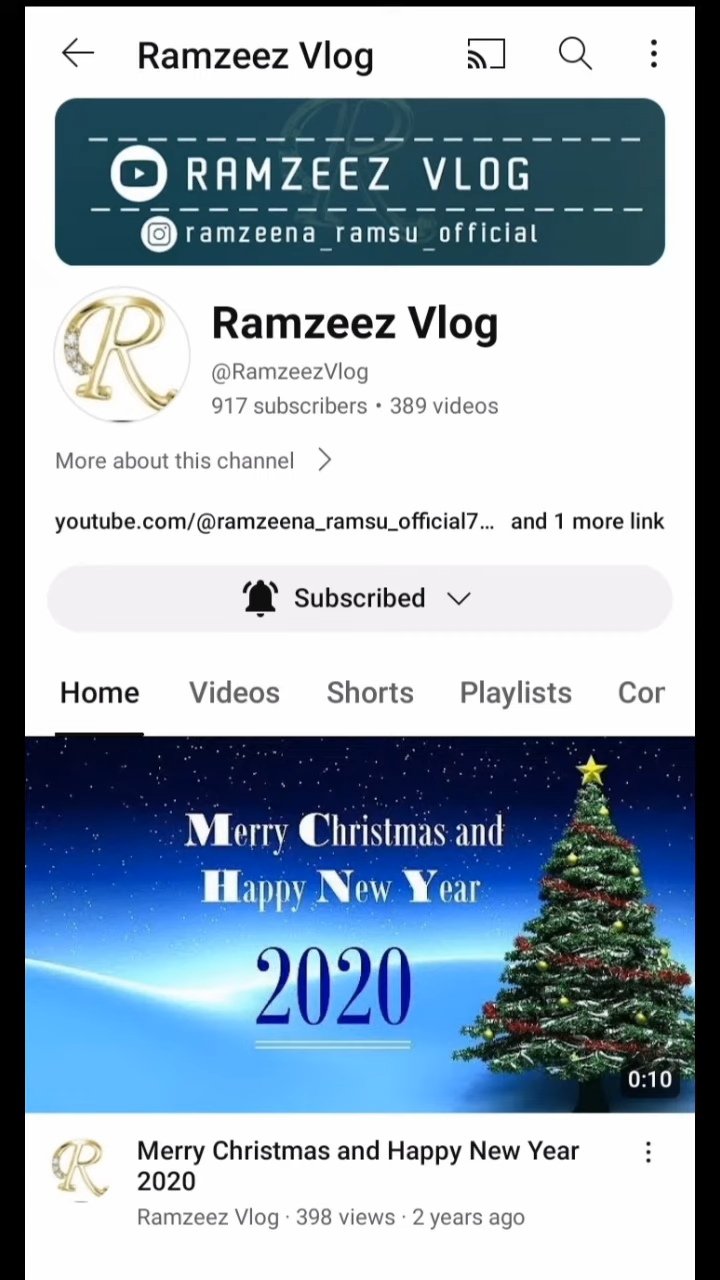 Ramzeez Vlog
RAMZEEZ VLOG
ramzeena_ramsu_official
R
Ramzeez Vlog
@RamzeezVlog
917 subscribers • 389 videos
More about this channel
youtube.com/@ramzeena_ramsu_official7... and 1 more link
Subscribed
Home Videos Shorts Playlists Cor
Merry Christmas and
Happy New Year
2020
0:10
R
Merry Christmas and Happy New Year
2020
Ramzeez Vlog · 398 views · 2 years ago